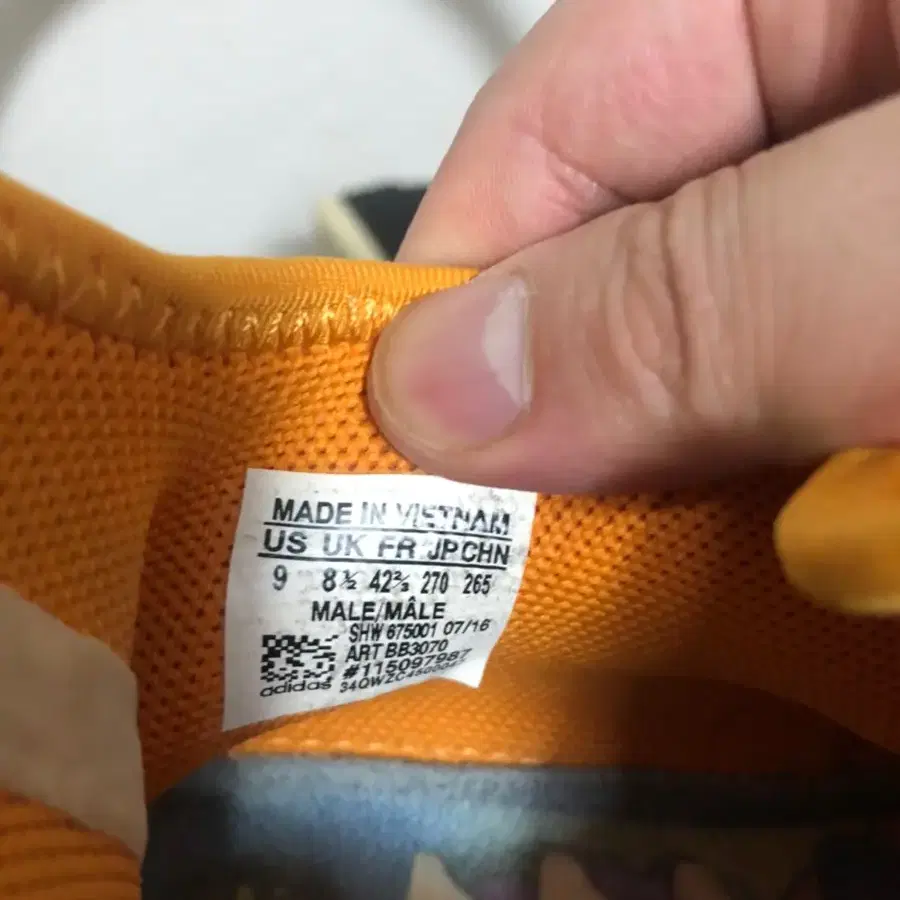 MADE IN VIETNAM
US UK FR JP CHN
9 8½ 42⅔ 270 265
MALE/MÂLE
SHW 675001 07/16
ART BB3070
#115097987
adidas